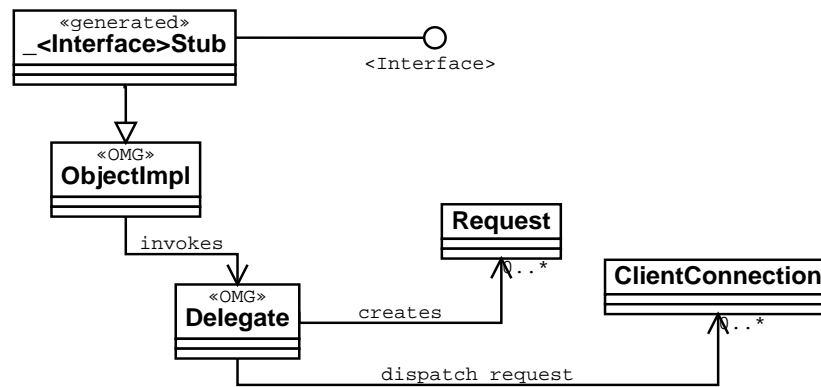 «generated»
_<Interface>Stub
<Interface>
«OMG»
ObjectImpl
invokes
Request
0..*
ClientConnection
0..*
«OMG»
Delegate
creates
dispatch request